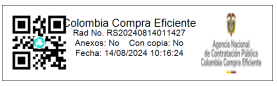 Colombia Compra Eficiente
Rad No. RS20240814011427
Anexos: No Con copia: No
Fecha: 14/08/2024 10:16:24
Agencia Nacional
de Contratación Pública
Colombia Compra Eficiente